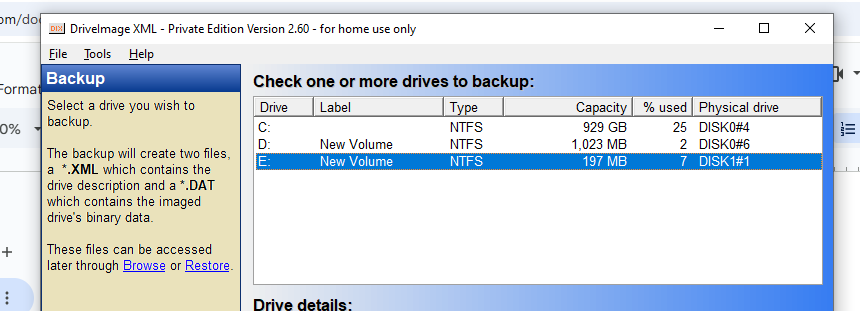 om/doc
DriveImage XML - Private Edition Version 2.60 - for home use only
File Tools Help
Format
0%
Backup
Select a drive you wish to
backup.
The backup will create two files,
a *.XML which contains the
drive description and a *.DAT
which contains the imaged
drive's binary data.
These files can be accessed
later through Browse or Restore.
Check one or more drives to backup:
Drive Label Type Capacity % used Physical drive
C: NTFS 929 GB 25 DISK0#4
D: New Volume NTFS 1,023 MB 2 DISK0#6
E: New Volume NTFS 197 MB 7 DISK1#1
Drive details: